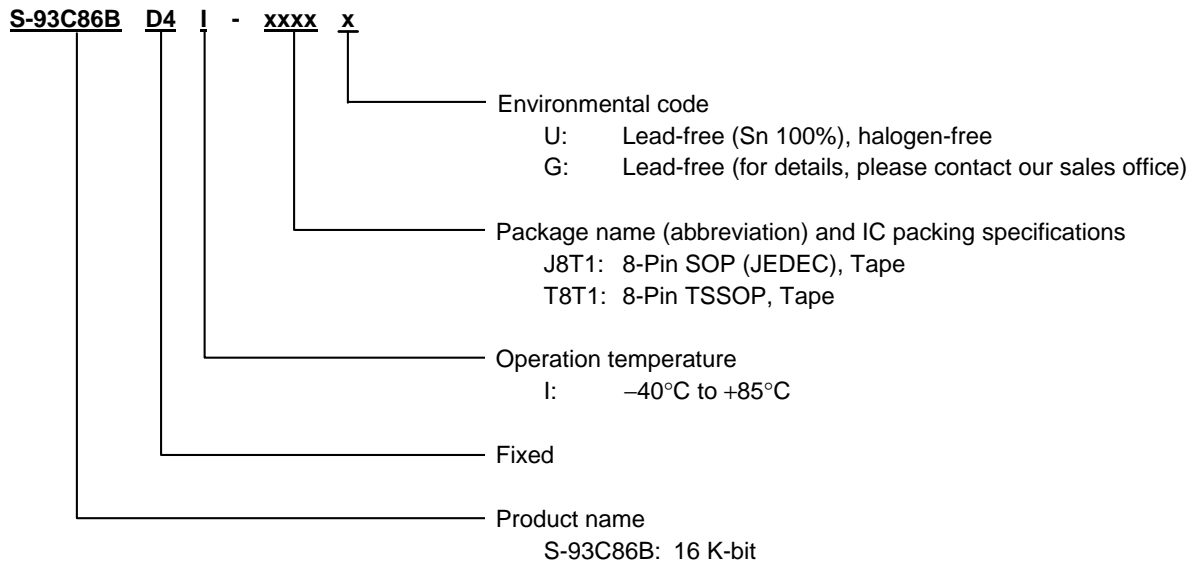 S-93C86B D4 I - xxxx x
Environmental code
U: Lead-free (Sn 100%), halogen-free
G: Lead-free (for details, please contact our sales office)
Package name (abbreviation) and IC packing specifications
J8T1: 8-Pin SOP (JEDEC), Tape
T8T1: 8-Pin TSSOP, Tape
Operation temperature
I: −40°C to +85°C
Fixed
Product name
S-93C86B: 16 K-bit